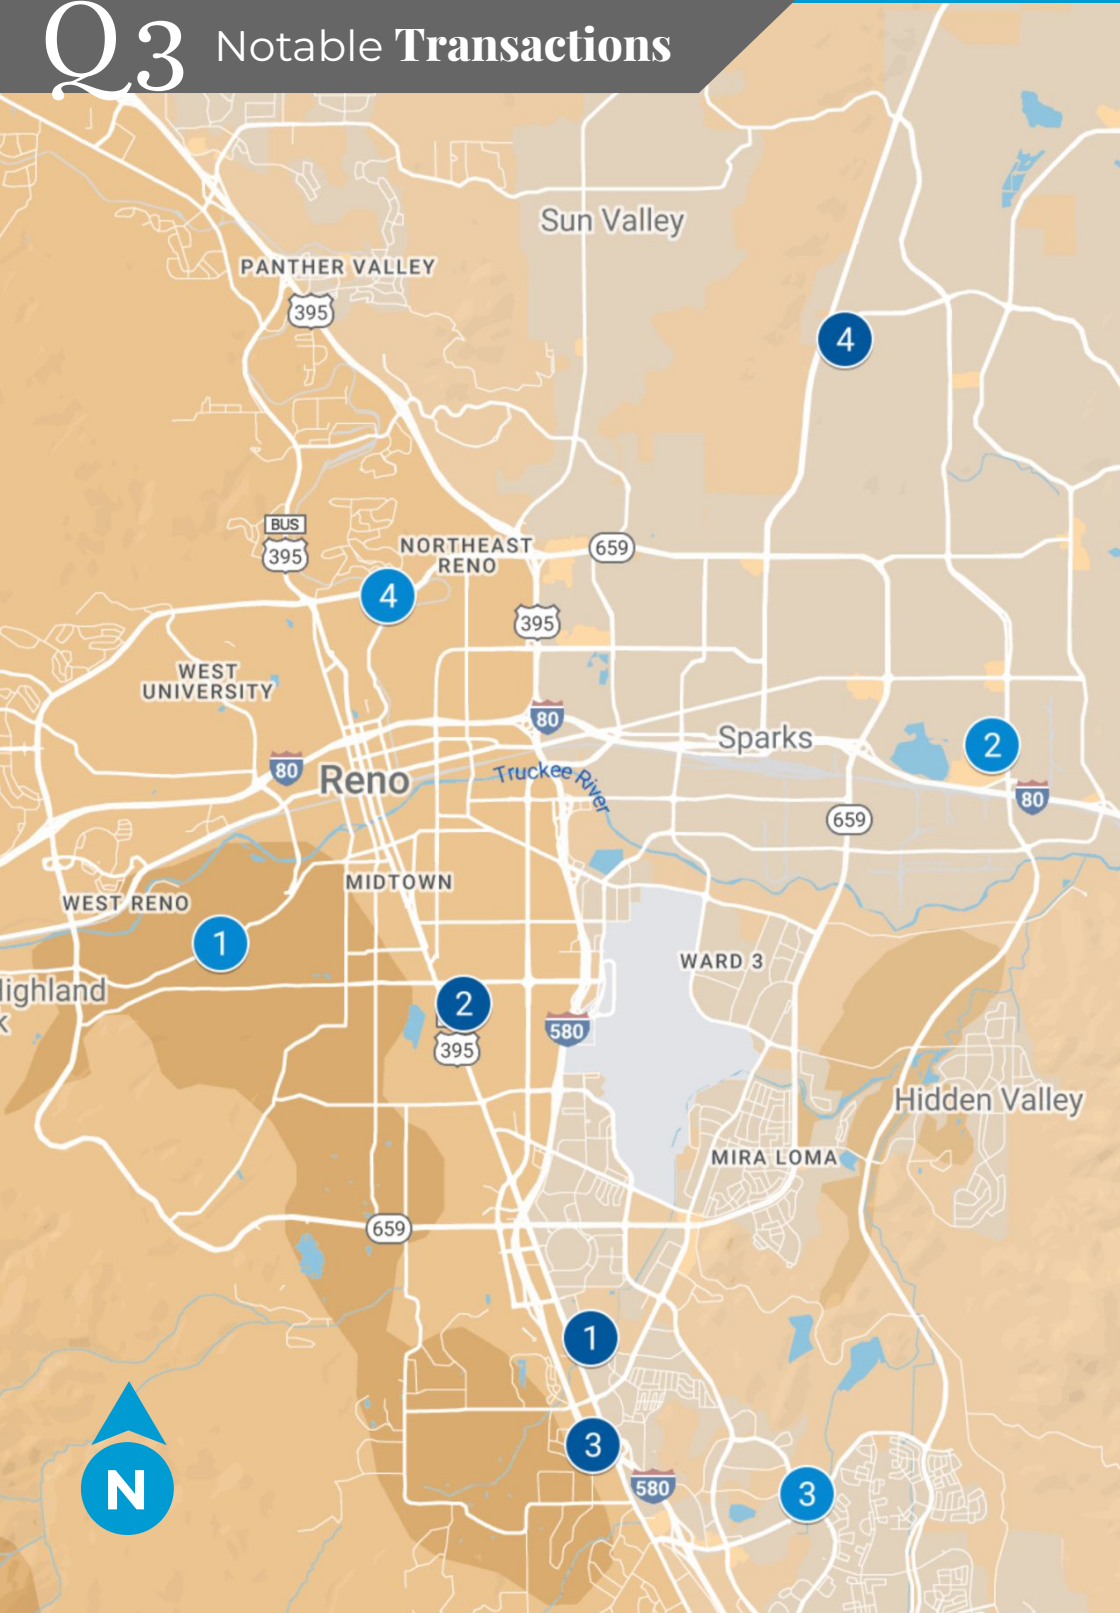 Q3 Notable Transactions
Sun Valley
PANTHER VALLEY
395
4
BUS
395
NORTHEAST
RENO
659
4
395
WEST
UNIVERSITY
80
Sparks
2
80
Reno
Truckee River
80
659
MIDTOWN
WEST RENO
1
WARD 3
ighland
k
2
395
580
Hidden Valley
MIRA LOMA
659
1
3
580
3
N